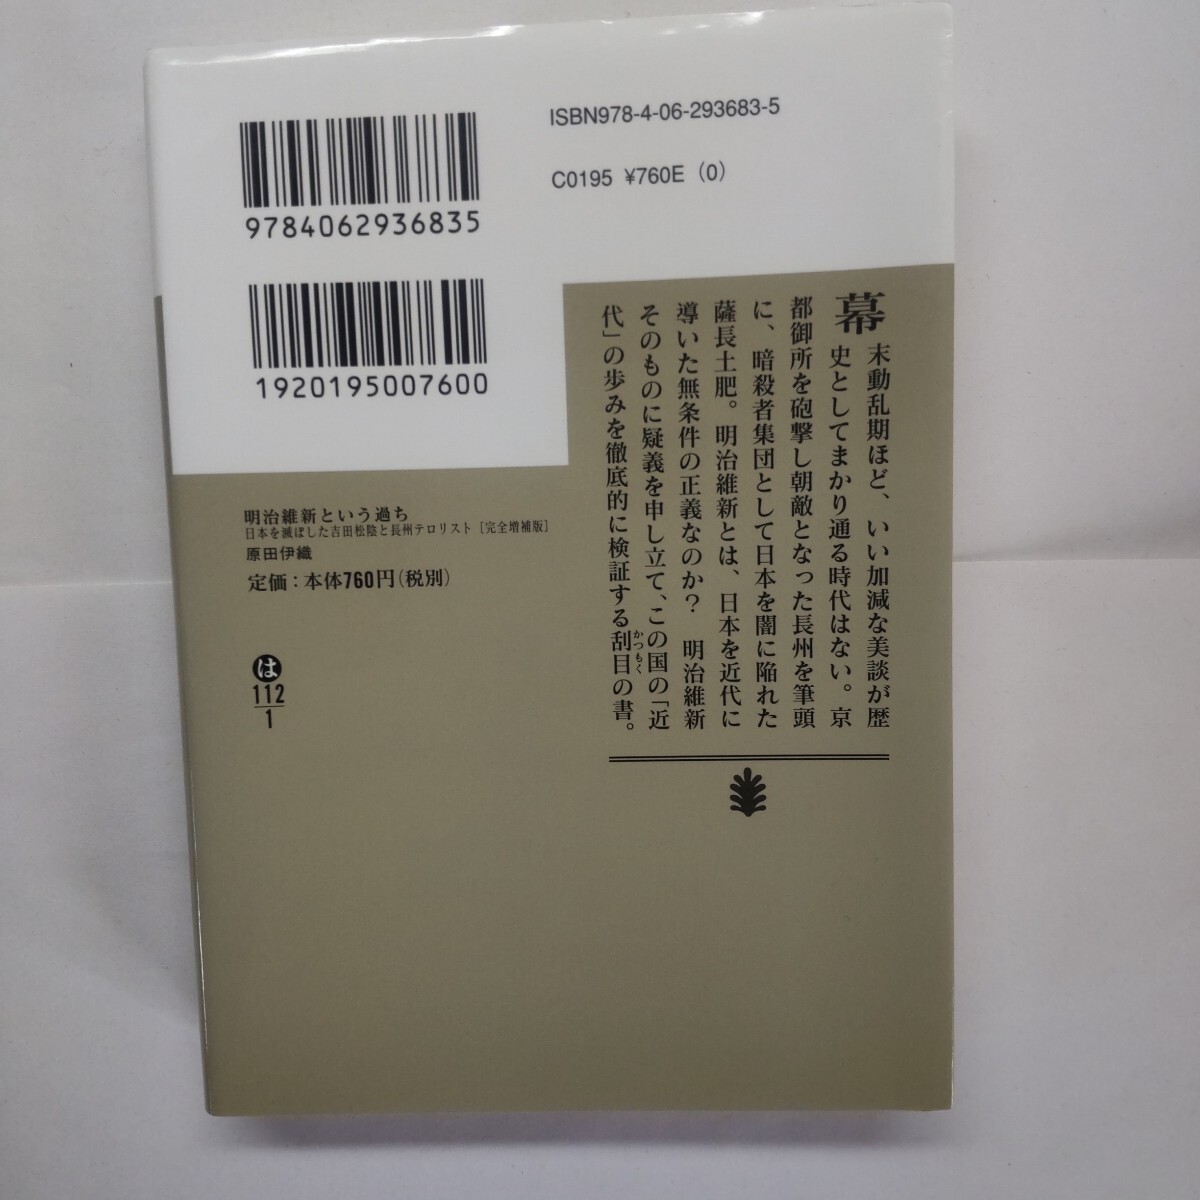 ISBN978-4-06-293683-5
C0195 ¥760E (0)
9784062936835
1920195007600
幕末動乱期ほど、いい加減な美談が歴
史としてまかり通る時代はない。京
都御所を砲撃し朝敵となった長州を筆頭
に、暗殺者集団として日本を闇に陥れた
薩長土肥。明治維新とは、日本を近代に
導いた無条件の正義なのか? 明治維新
そのものに疑義を申し立て、この国の「近
代」の歩みを徹底的に検証する刮目の書。
かつもく
明治維新という過ち
日本を滅ぼした吉田松陰と長州テロリスト [完全増補版]
原田伊織
定価:本体760円(税別)
は
112
1